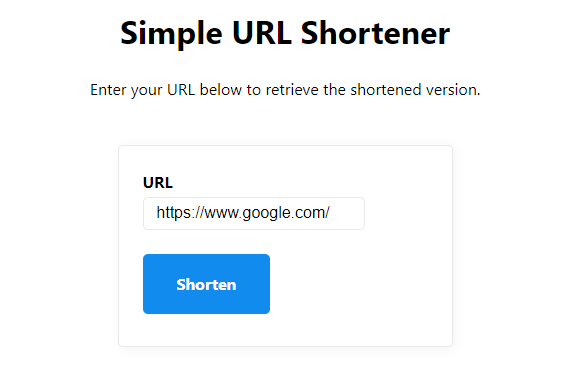 Simple URL Shortener
Enter your URL below to retrieve the shortened version.
URL
https://www.google.com/
Shorten